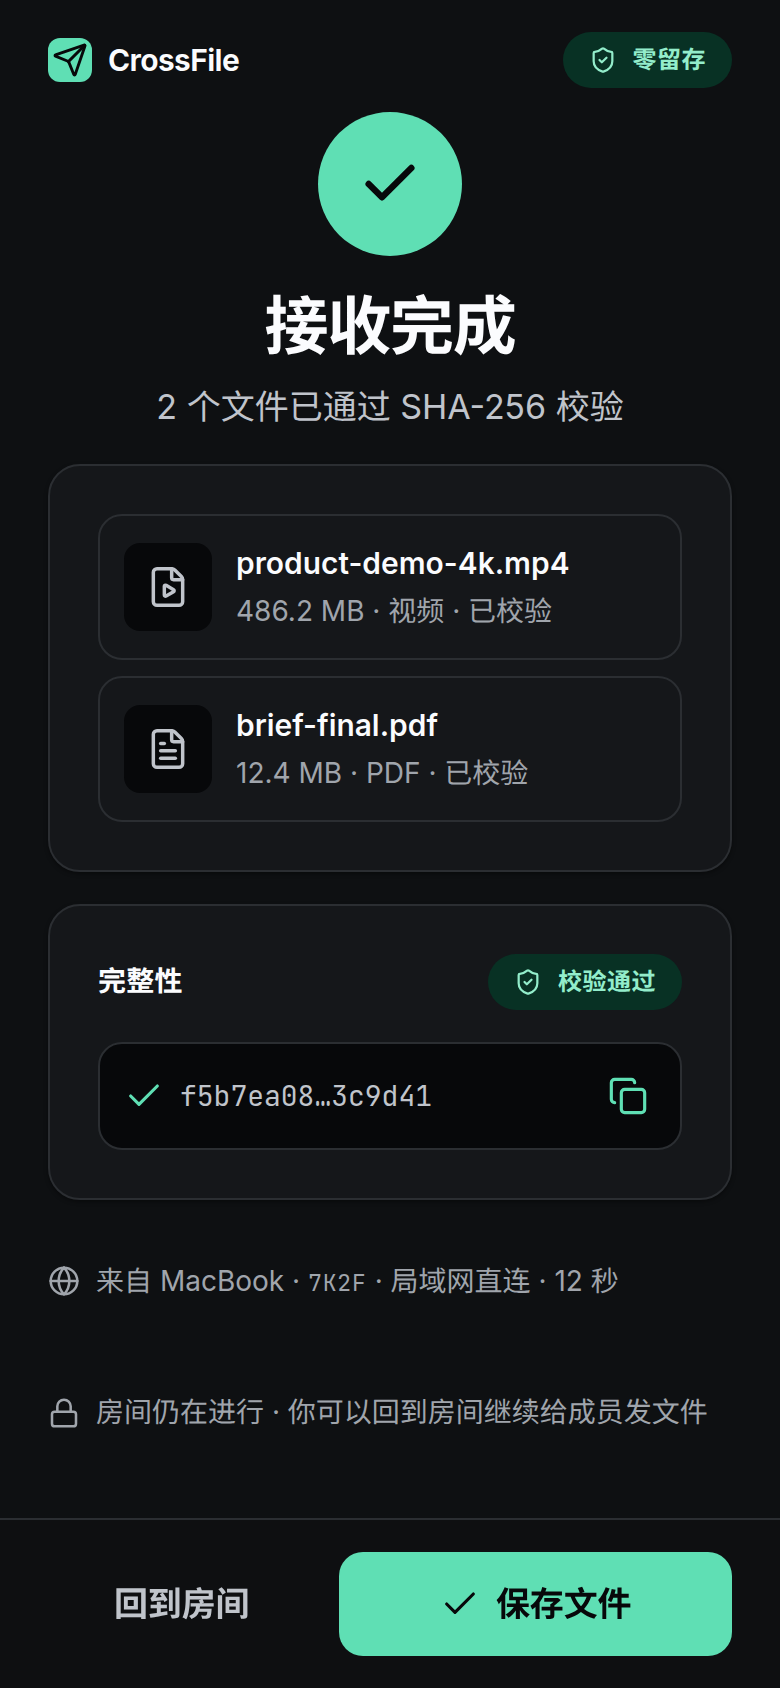 CrossFile
零留存
接收完成
2 个文件已通过 SHA-256 校验
product-demo-4k.mp4
486.2 MB · 视频 · 已校验
brief-final.pdf
12.4 MB · PDF · 已校验
完整性
校验通过
f5b7ea08…3c9d41
来自 MacBook · 7K2F · 局域网直连 · 12 秒
房间仍在进行 · 你可以回到房间继续给成员发文件
回到房间
保存文件